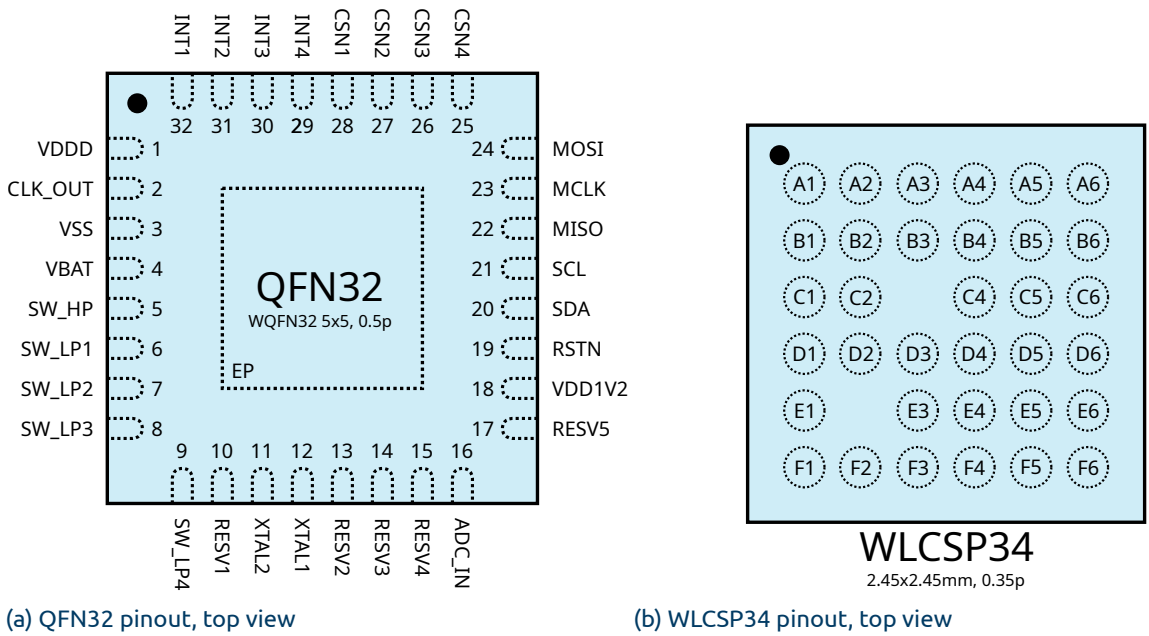 INT1 INT2 INT3 INT4 CSN1 CSN2 CSN3 CSN4
32 31 30 29 28 27 26 25
VDDD 1
CLK_OUT 2
VSS 3
VBAT 4
SW_HP 5
SW_LP1 6
SW_LP2 7
SW_LP3 8
24 MOSI
23 MCLK
22 MISO
21 SCL
20 SDA
19 RSTN
18 VDD1V2
17 RESV5
QFN32
WQFN32 5x5, 0.5p
EP
9 10 11 12 13 14 15 16
SW_LP4 RESV1 XTAL2 XTAL1 RESV2 RESV3 RESV4 ADC_IN
(a) QFN32 pinout, top view
A1 A2 A3 A4 A5 A6
B1 B2 B3 B4 B5 B6
C1 C2 C4 C5 C6
D1 D2 D3 D4 D5 D6
E1 E3 E4 E5 E6
F1 F2 F3 F4 F5 F6
WLCSP34
2.45x2.45mm, 0.35p
(b) WLCSP34 pinout, top view